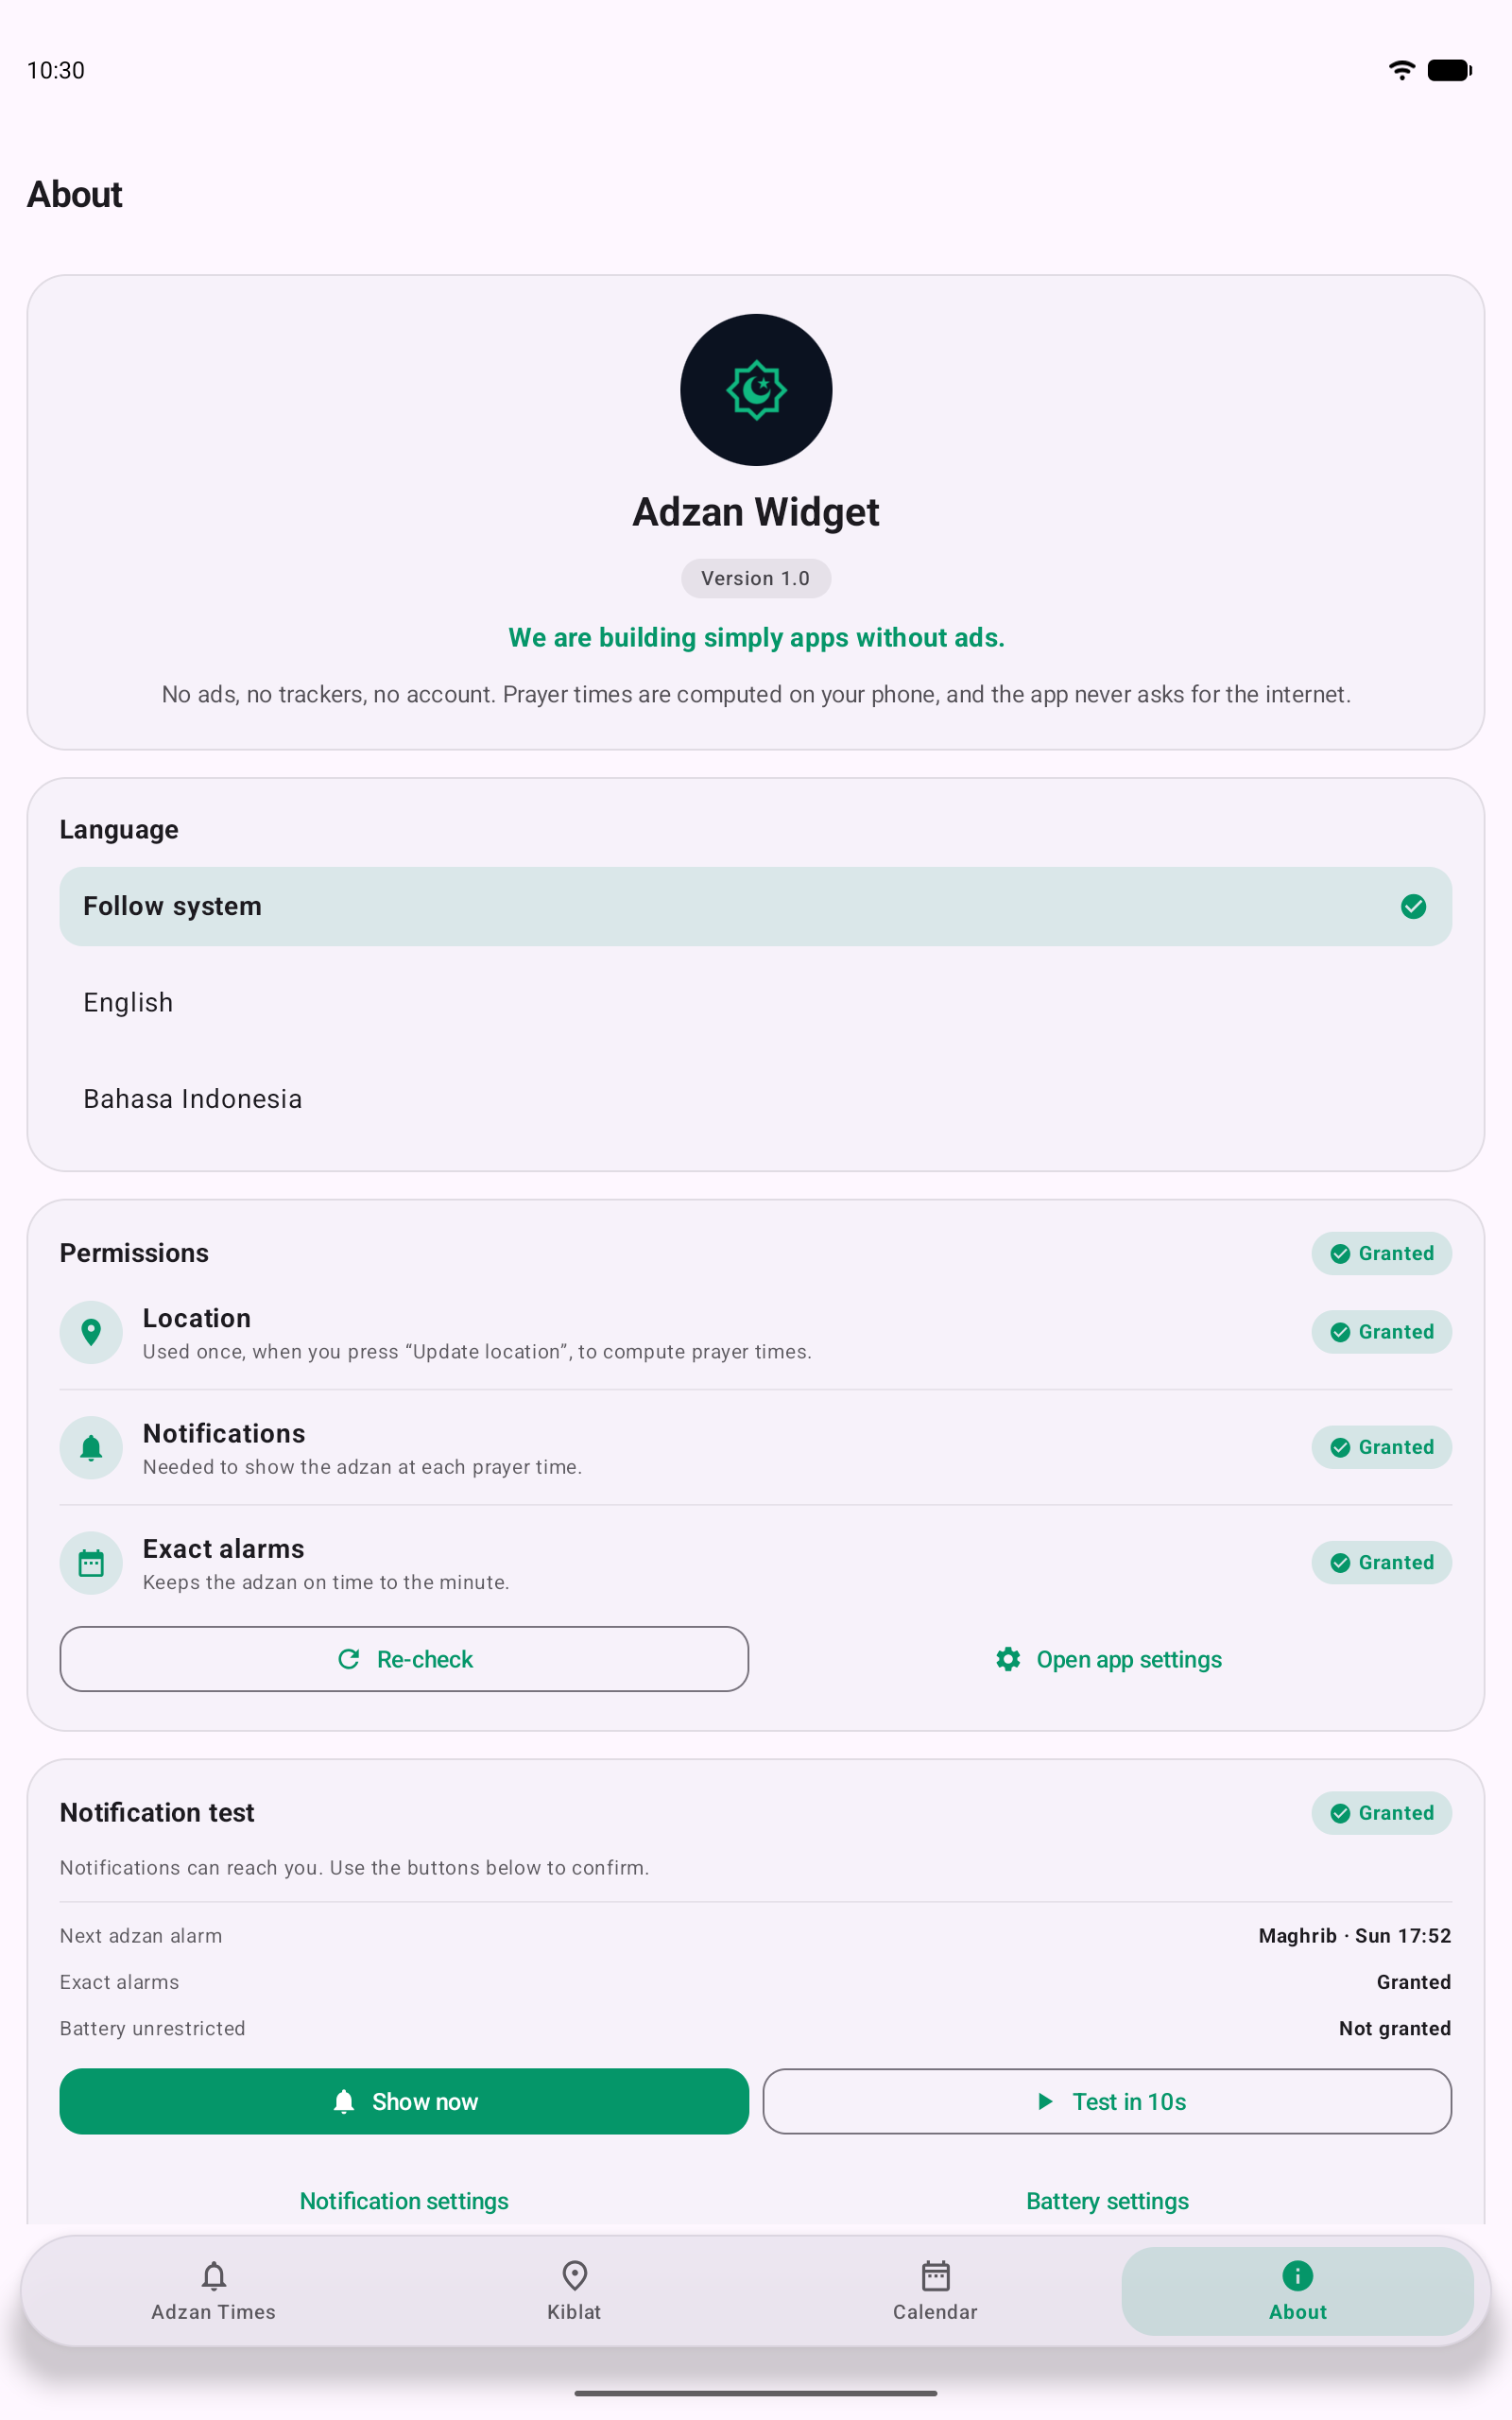 10:30
About
Adzan Widget
Version 1.0
We are building simply apps without ads.
No ads, no trackers, no account. Prayer times are computed on your phone, and the app never asks for the internet.
Language
Follow system
English
Bahasa Indonesia
Permissions
Granted
Location
Used once, when you press “Update location”, to compute prayer times.
Granted
Notifications
Needed to show the adzan at each prayer time.
Granted
Exact alarms
Keeps the adzan on time to the minute.
Granted
Re-check
Open app settings
Notification test
Granted
Notifications can reach you. Use the buttons below to confirm.
Next adzan alarm
Maghrib · Sun 17:52
Exact alarms
Granted
Battery unrestricted
Not granted
Show now
Test in 10s
Notification settings
Battery settings
Adzan Times
Kiblat
Calendar
About